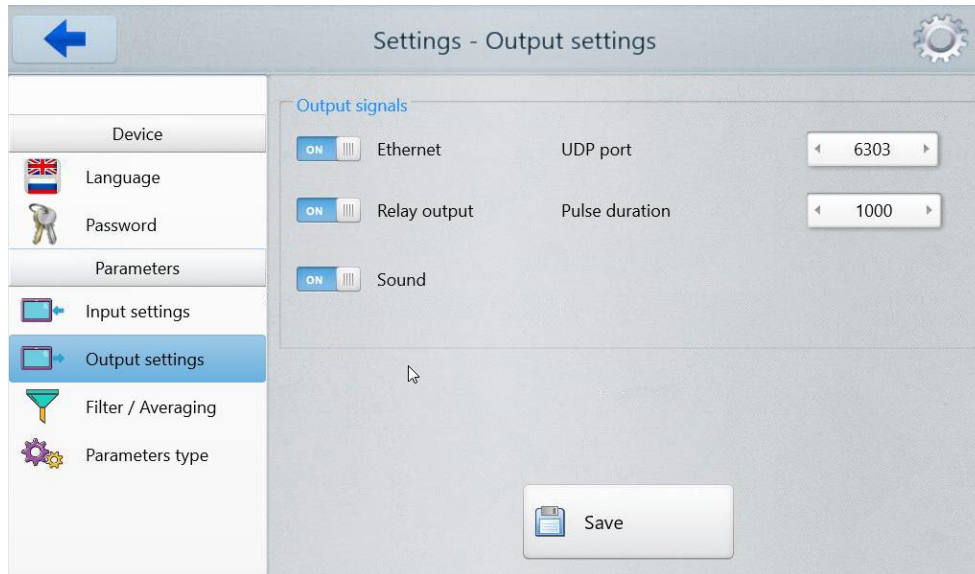 Settings - Output settings
Device
Language
Password
Parameters
Input settings
Output settings
Filter / Averaging
Parameters type
Output signals
ON Ethernet UDP port 6303
ON Relay output Pulse duration 1000
ON Sound
Save